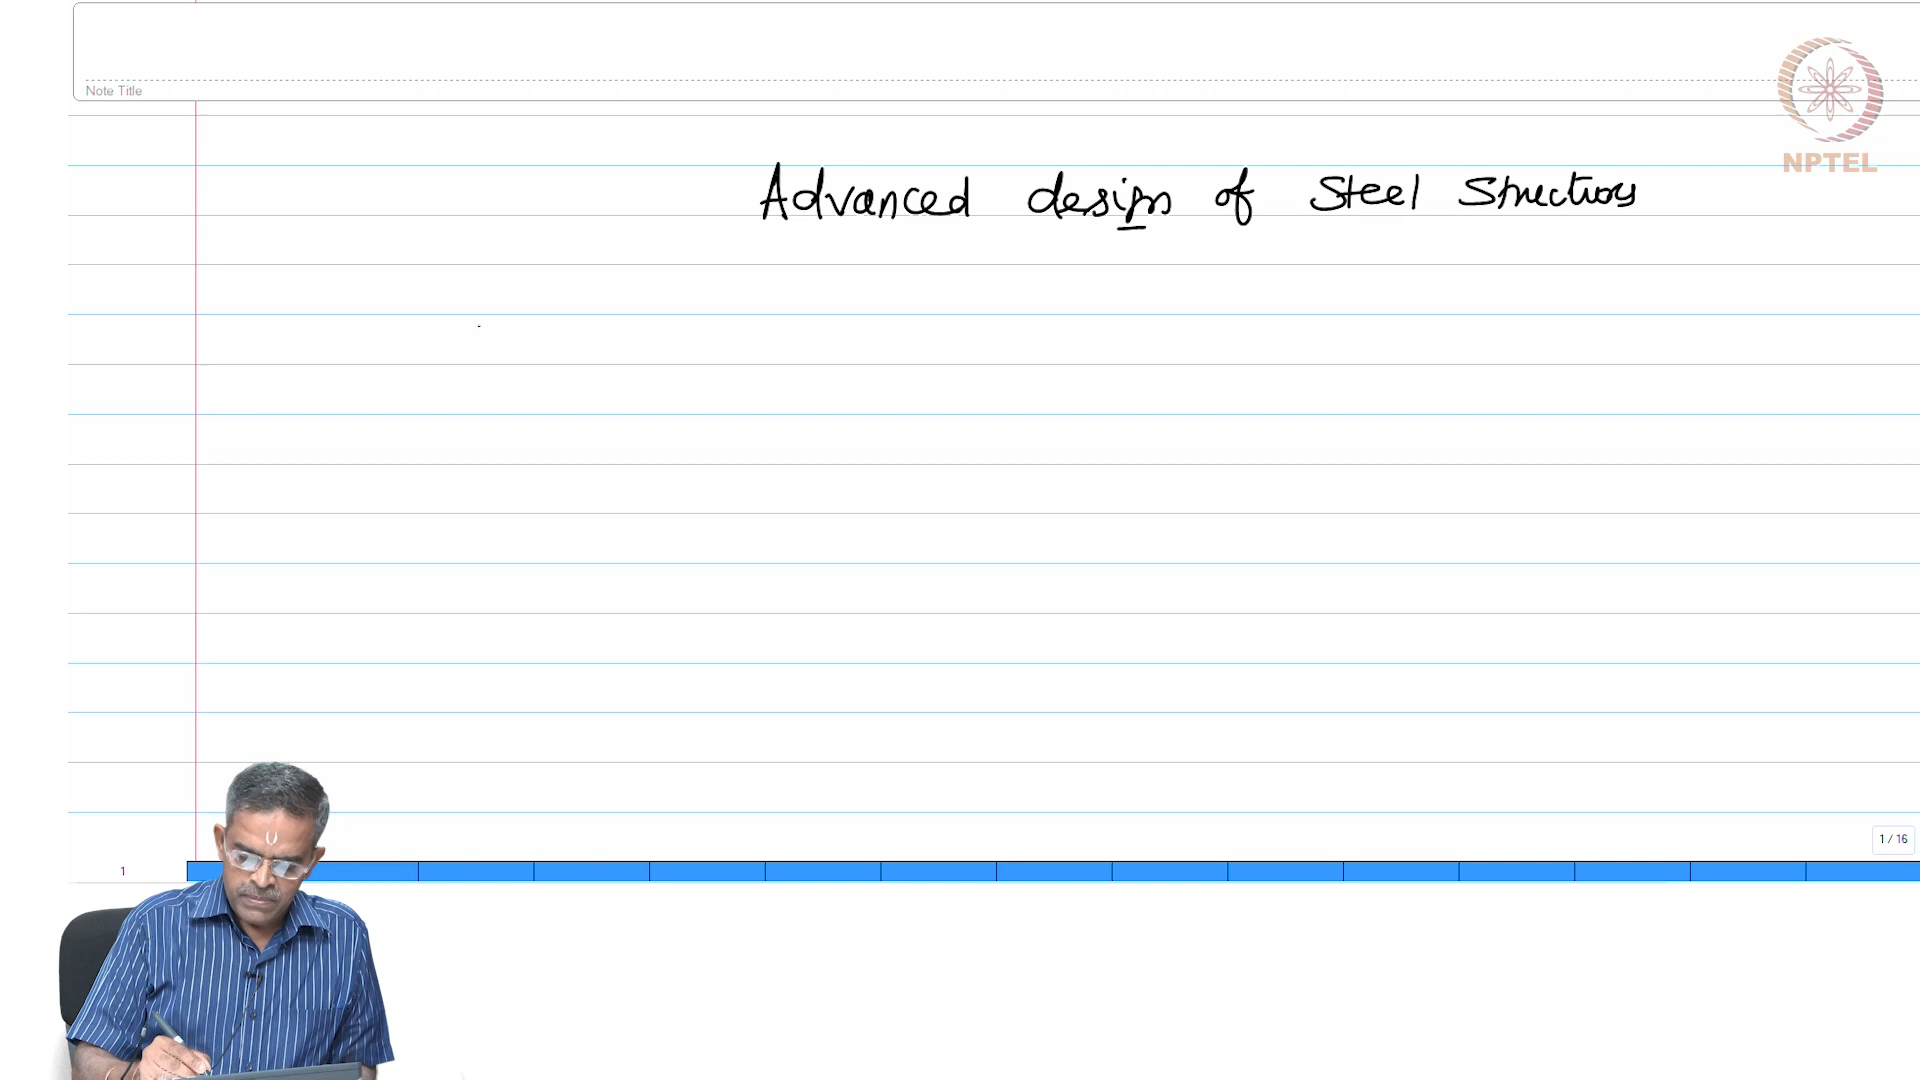 Note Title
NPTEL
Advanced design of Steel Structures
1 / 16
1